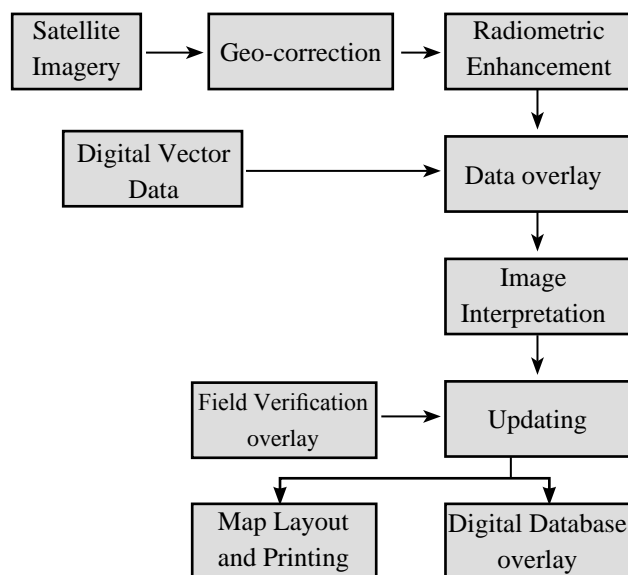 Satellite
Imagery
Geo-correction
Radiometric
Enhancement
Digital Vector
Data
Data overlay
Image
Interpretation
Field Verification
overlay
Updating
Map Layout
and Printing
Digital Database
overlay